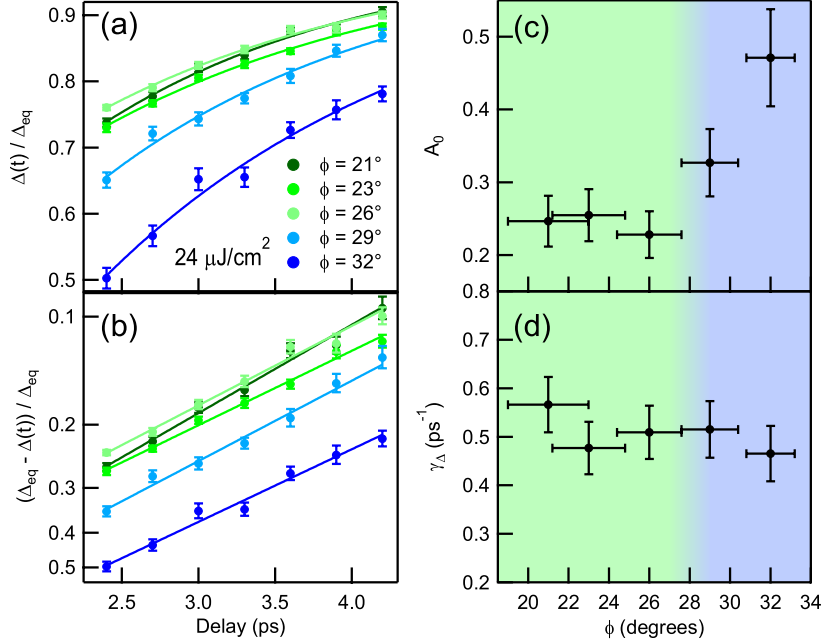 (a)
0.9
0.8
0.7
0.6
0.5
Δ(t) / Δeq
ϕ = 21°
ϕ = 23°
ϕ = 26°
ϕ = 29°
ϕ = 32°
24 μJ/cm²
(b)
0.1
0.2
0.3
0.4
0.5
(Δeq - Δ(t)) / Δeq
2.5 3.0 3.5 4.0
Delay (ps)
(c)
0.5
0.4
0.3
0.2
A₀
(d)
0.8
0.7
0.6
0.5
0.4
0.3
0.2
γΔ (ps⁻¹)
20 22 24 26 28 30 32 34
ϕ (degrees)